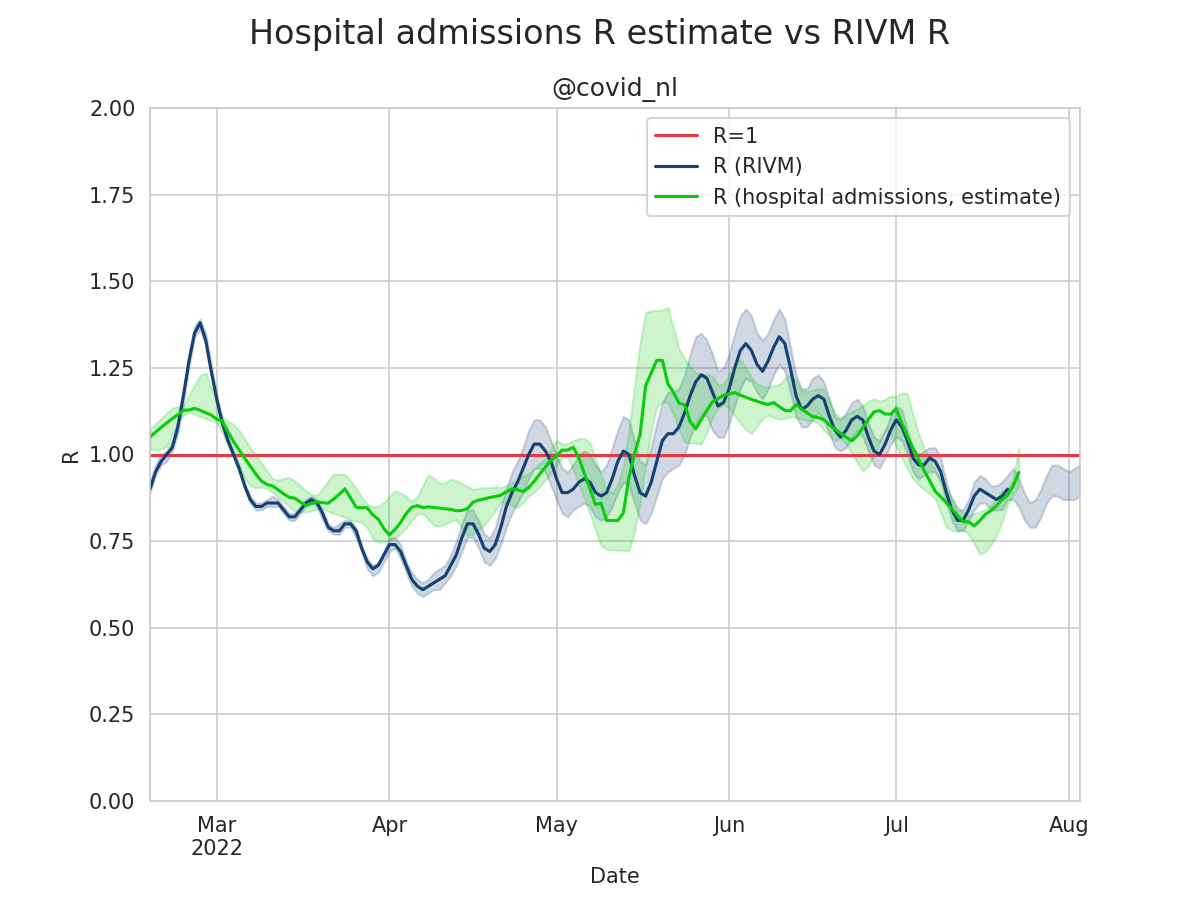 Hospital admissions R estimate vs RIVM R
@covid_nl
R=1
R (RIVM)
R (hospital admissions, estimate)
2.00
1.75
1.50
1.25
1.00
0.75
0.50
0.25
0.00
R
Mar Apr May Jun Jul Aug
2022
Date